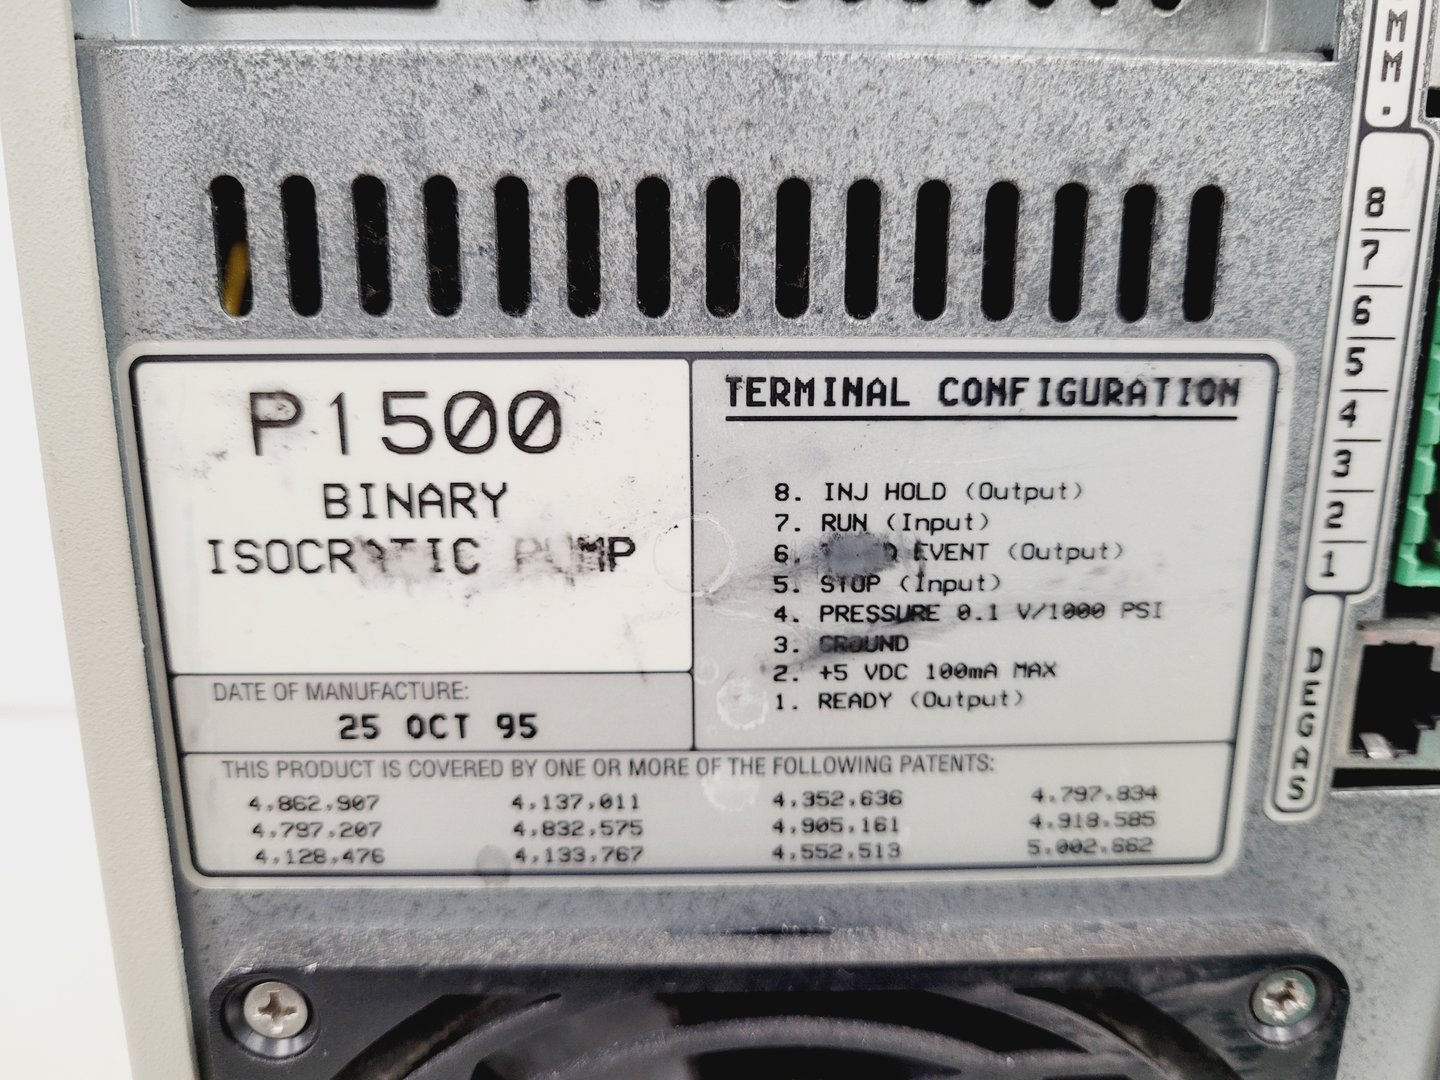 P1500
BINARY
ISOCRATIC PUMP
DATE OF MANUFACTURE:
25 OCT 95
TERMINAL CONFIGURATION
8. INJ HOLD (Output)
7. RUN (Input)
6. EVENT (Output)
5. STOP (Input)
4. PRESSURE 0.1 V/1000 PSI
3. GROUND
2. +5 VDC 100mA MAX
1. READY (Output)
THIS PRODUCT IS COVERED BY ONE OR MORE OF THE FOLLOWING PATENTS:
4,862,907 4,137,011 4,352,636 4,797,834
4,797,207 4,832,575 4,905,161 4,918,585
4,128,476 4,133,767 4,552,513 5,002,662
MM.
8
7
6
5
4
3
2
1
DEGAS